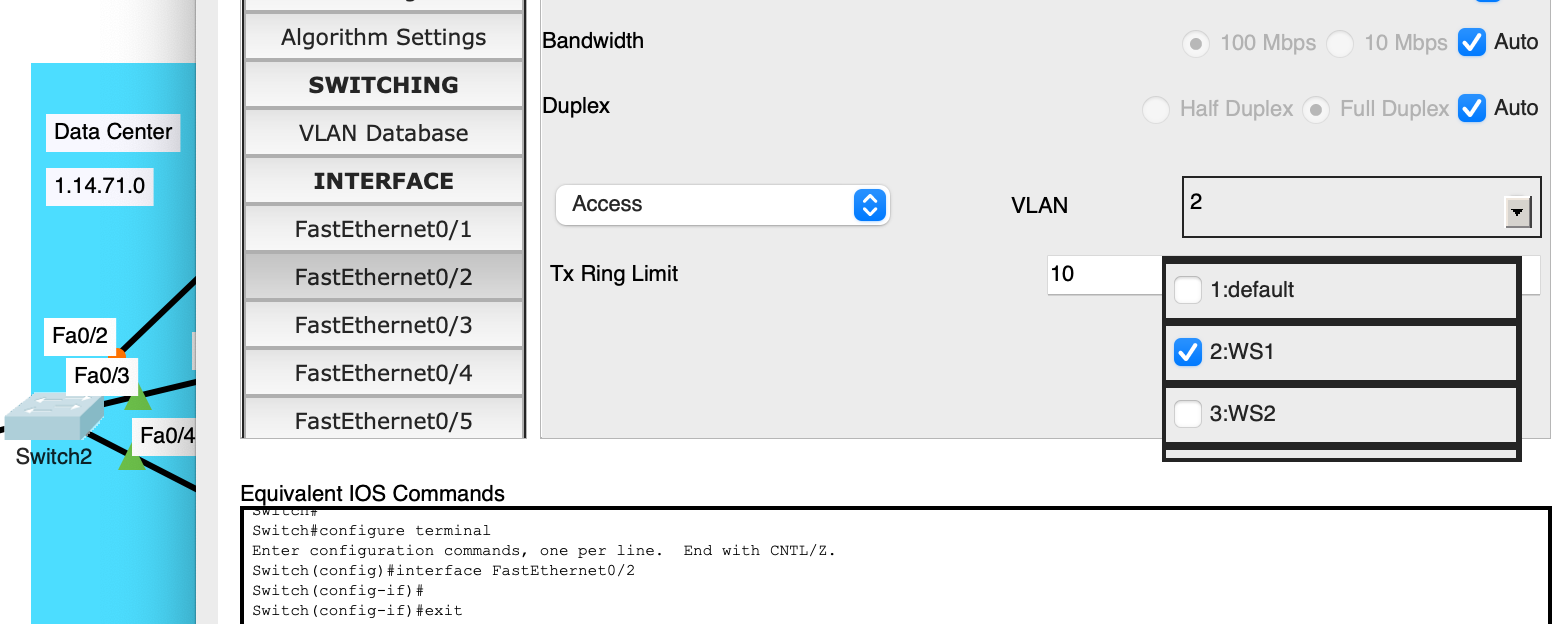 Algorithm Settings
SWITCHING
VLAN Database
INTERFACE
FastEthernet0/1
FastEthernet0/2
FastEthernet0/3
FastEthernet0/4
FastEthernet0/5
Bandwidth
100 Mbps 10 Mbps Auto
Duplex
Half Duplex Full Duplex Auto
Access
VLAN
2
Tx Ring Limit
10
1:default
2:WS1
3:WS2
Data Center
1.14.71.0
Fa0/2
Fa0/3
Fa0/4
Switch2
Equivalent IOS Commands
Switch#
Switch#configure terminal
Enter configuration commands, one per line.  End with CNTL/Z.
Switch(config)#interface FastEthernet0/2
Switch(config-if)#
Switch(config-if)#exit